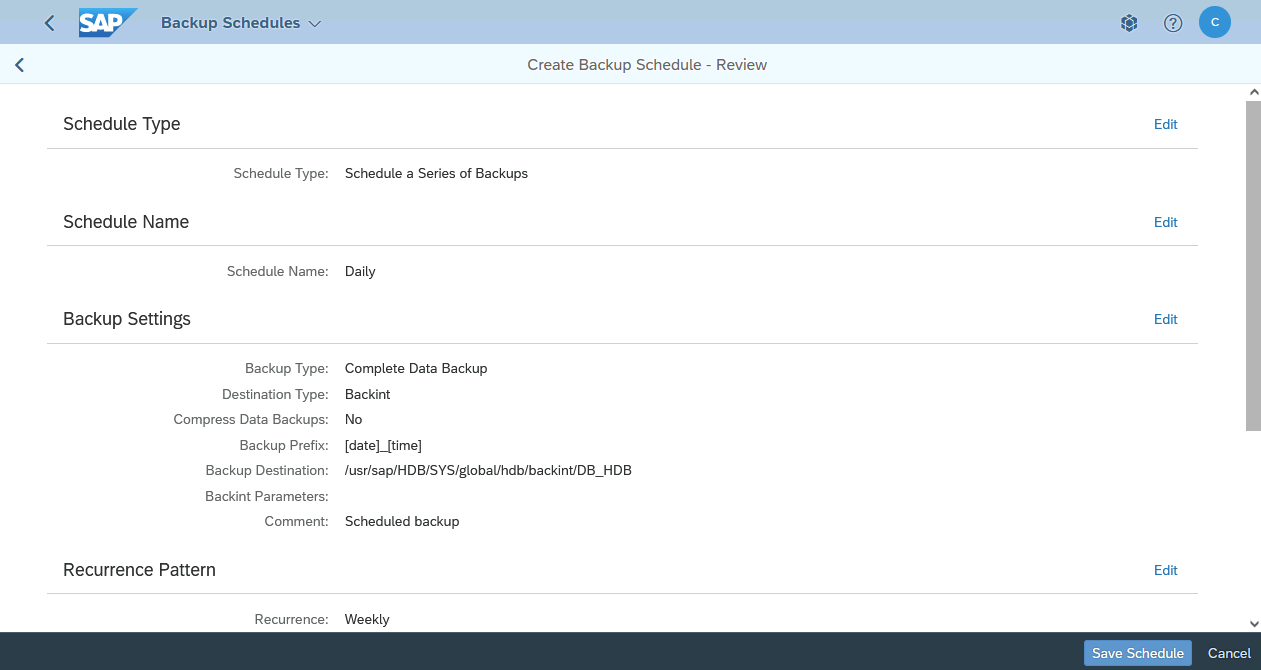 SAP Backup Schedules C
Create Backup Schedule - Review
Schedule Type Edit
Schedule Type: Schedule a Series of Backups
Schedule Name Edit
Schedule Name: Daily
Backup Settings Edit
Backup Type: Complete Data Backup
Destination Type: Backint
Compress Data Backups: No
Backup Prefix: [date]_[time]
Backup Destination: /usr/sap/HDB/SYS/global/hdb/backint/DB_HDB
Backint Parameters:
Comment: Scheduled backup
Recurrence Pattern Edit
Recurrence: Weekly
Save Schedule Cancel